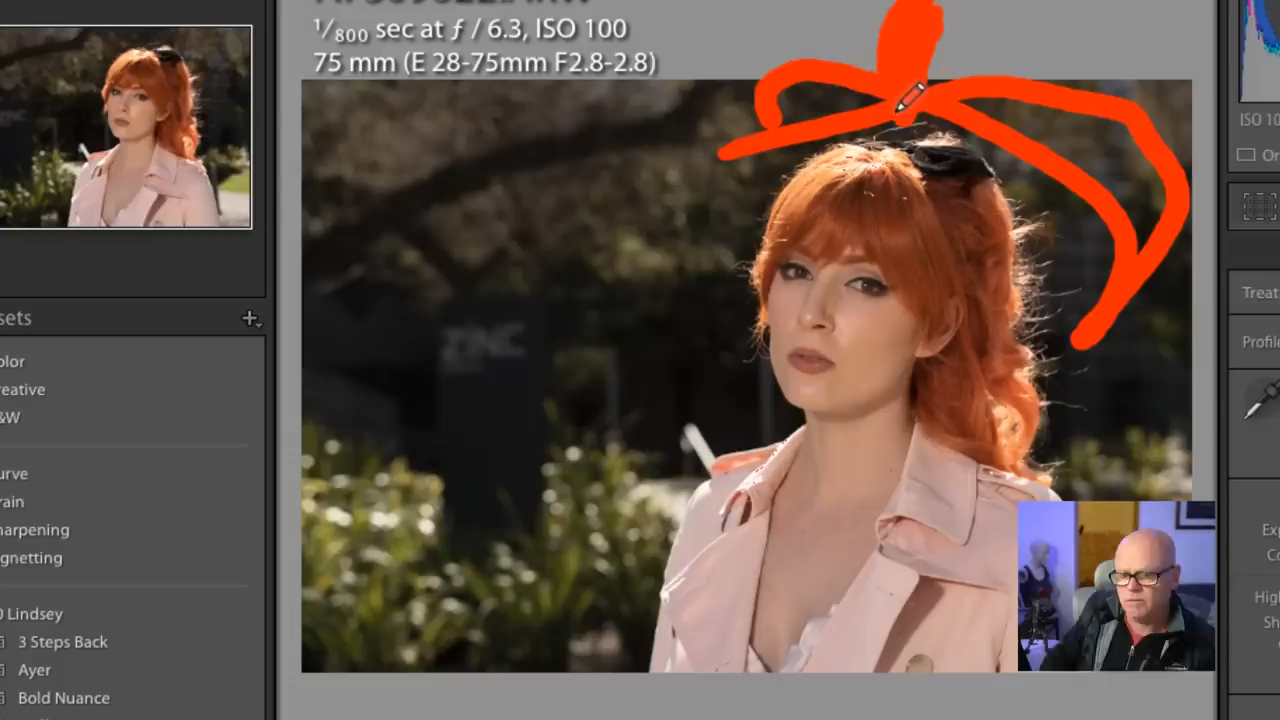 1/800 sec at ƒ / 6.3, ISO 100
75 mm (E 28-75mm F2.8-2.8)
ZINC
sets
olor
reative
&W
urve
rain
harpening
gnetting
0 Lindsey
3 Steps Back
Ayer
Bold Nuance
ISO 10
Or
Treat
Profile
Exp
Co
High
Sh